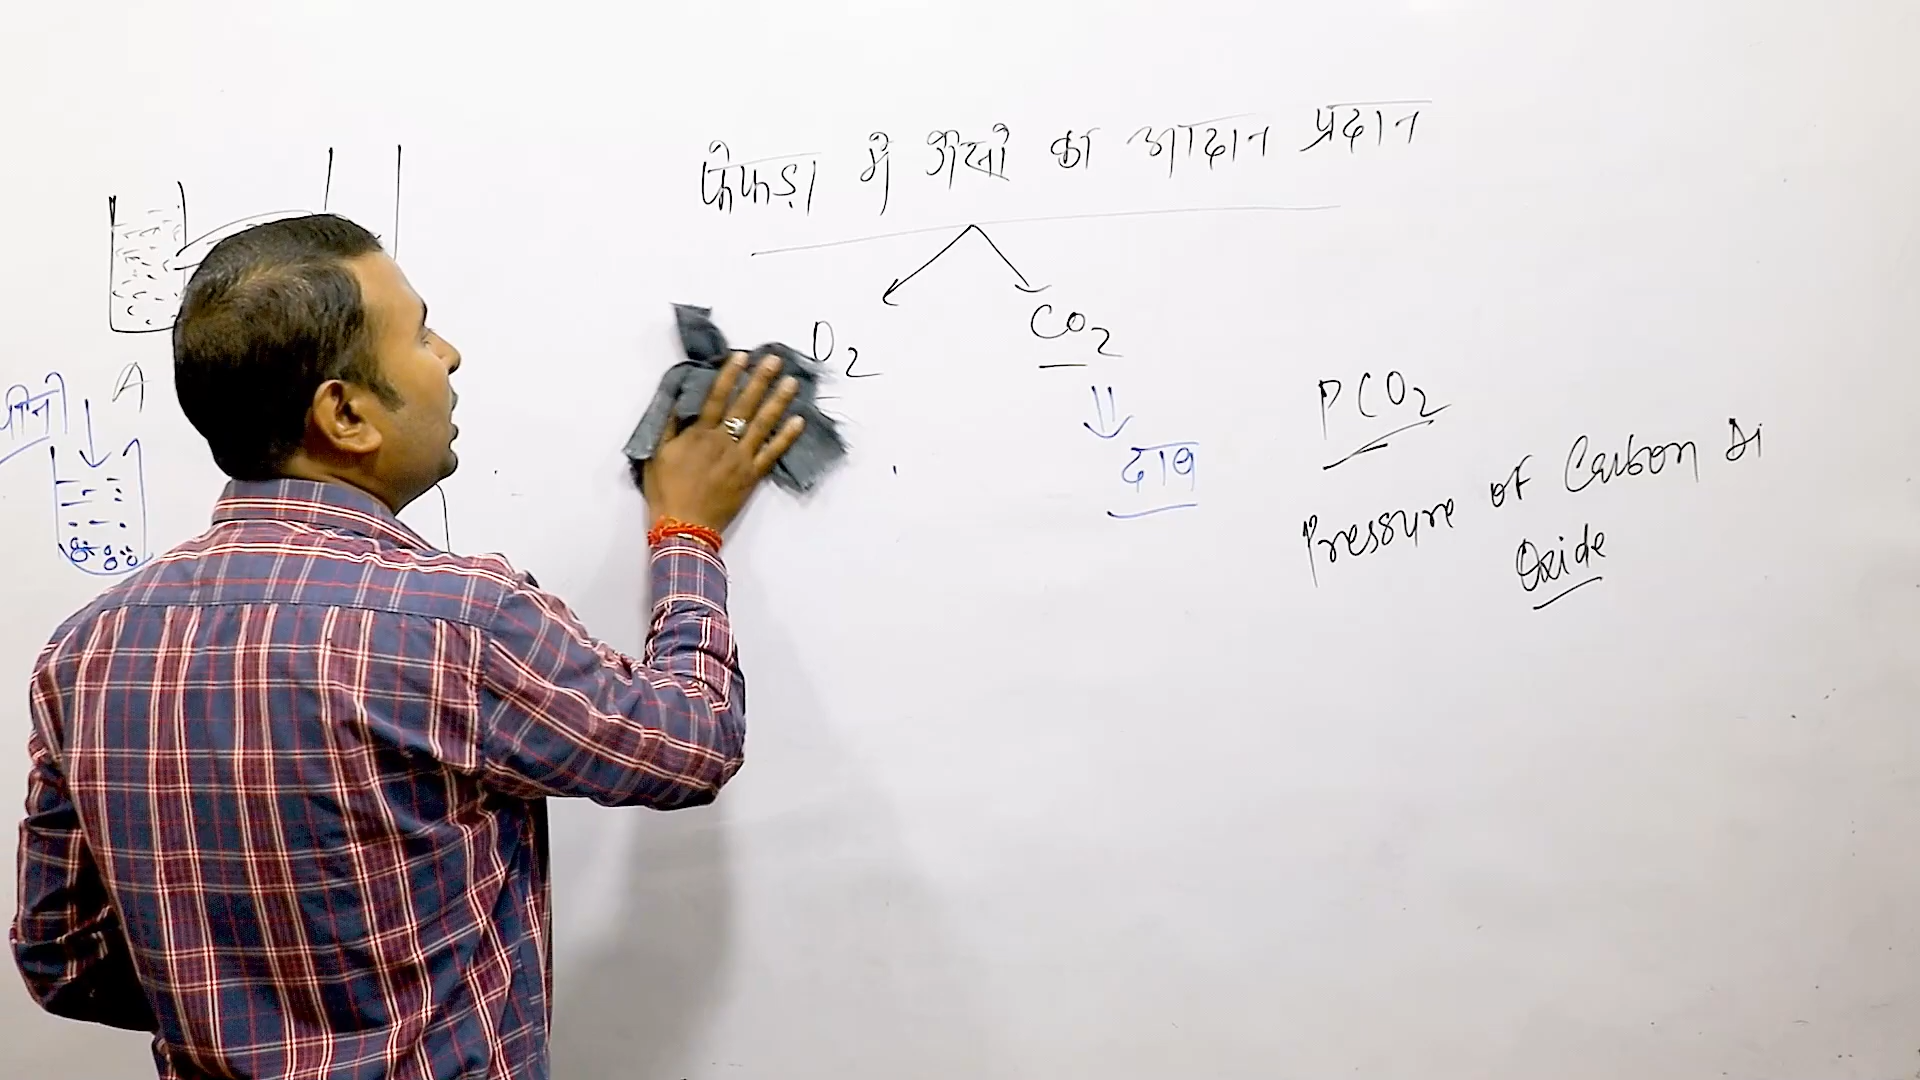 फेफड़ा में गैसों का आदान प्रदान
O2
CO2
दाब
PCO2
Pressure of Carbon Di
Oxide
A
चीनी